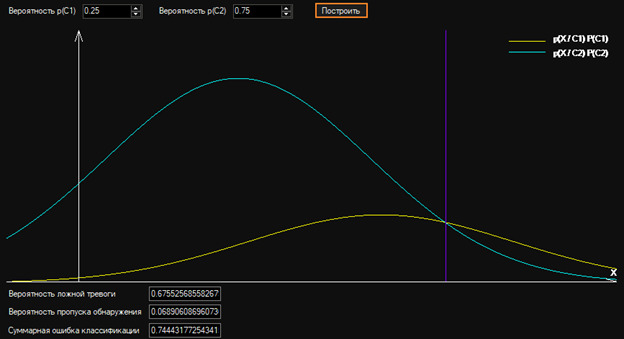 Вероятность p(C1) 0.25 Вероятность p(C2) 0.75 Построить
p(X / C1) P(C1)
p(X / C2) P(C2)
X
Вероятность ложной тревоги 0.67552568558267
Вероятность пропуска обнаружения 0.0689060869607
Суммарная ошибка классификации 0.74443177254341